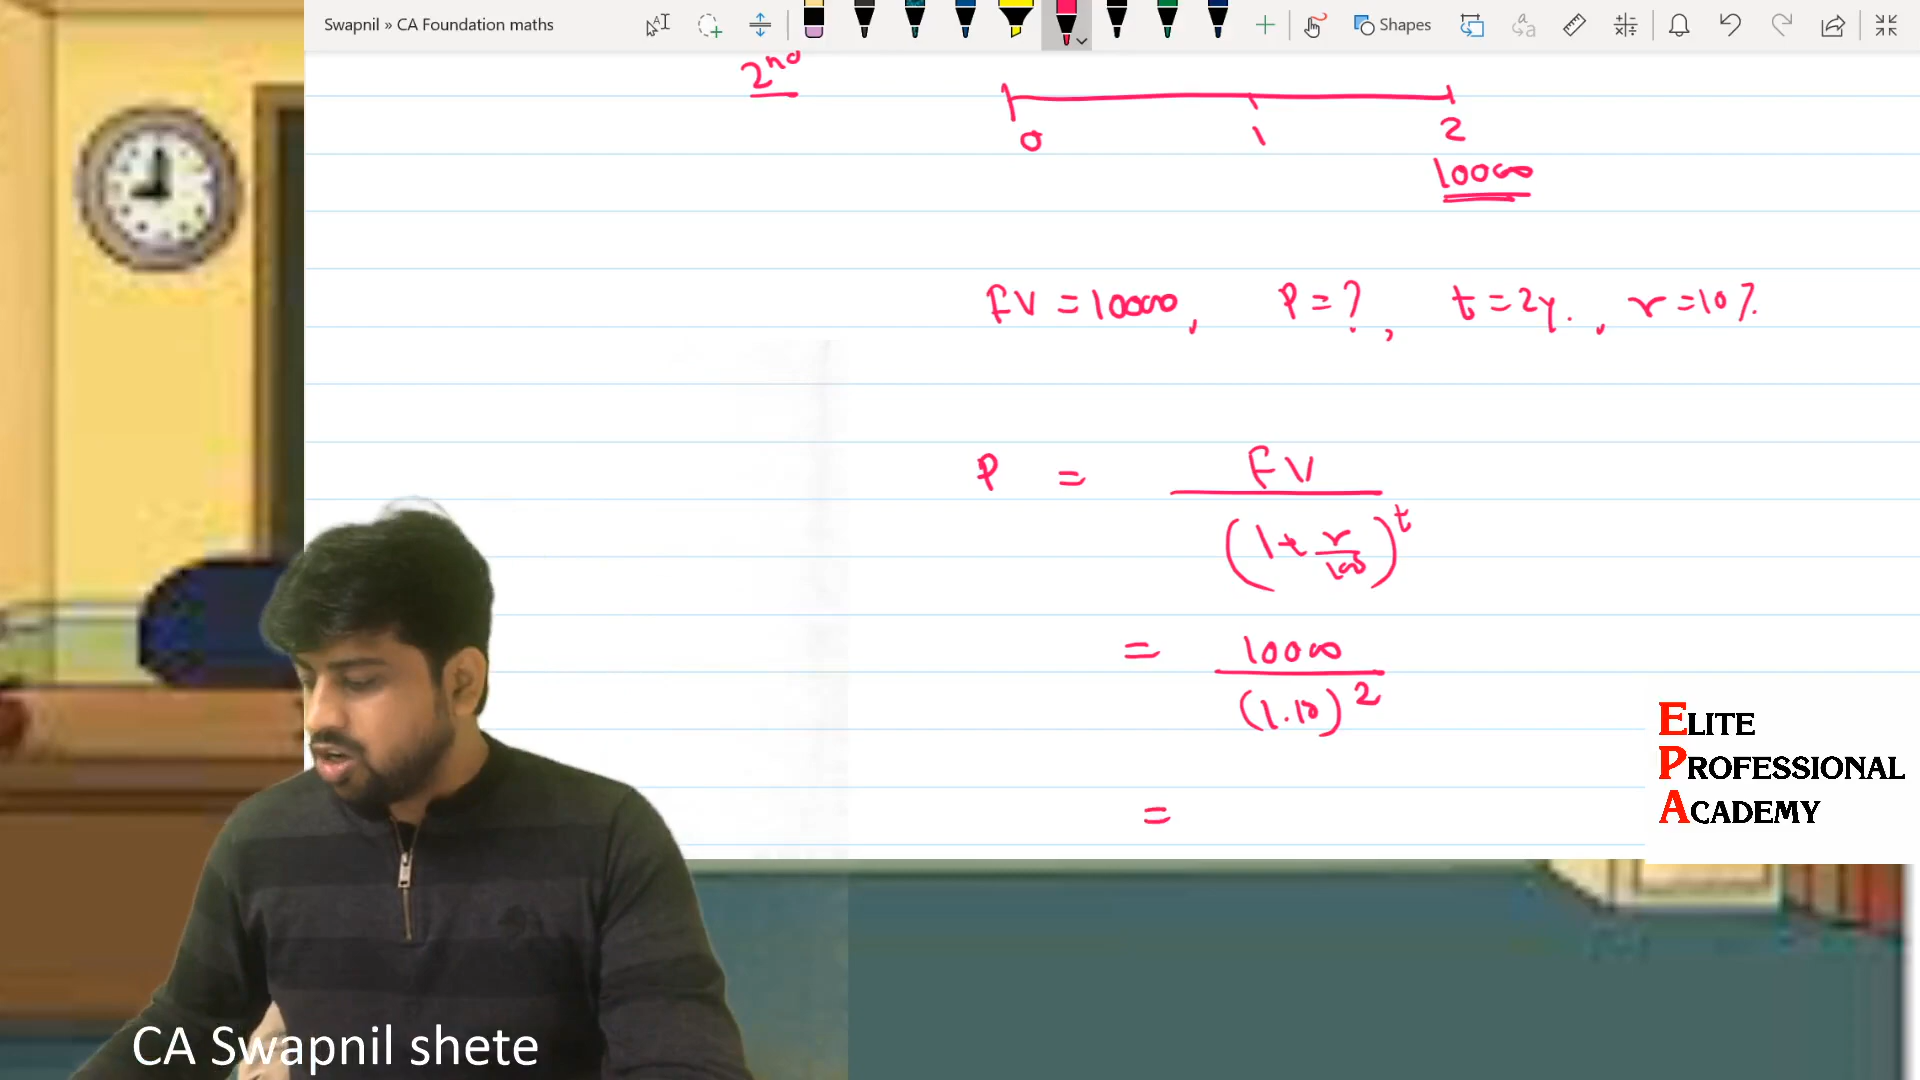 Swapnil » CA Foundation maths
Shapes
2nd
0 1 2
10000
FV = 10000, P = ?, t = 2y., r = 10%.
P = FV
(1 + r/100)^t
= 10000
(1.10)^2
=
ELITE
PROFESSIONAL
ACADEMY
CA Swapnil shete